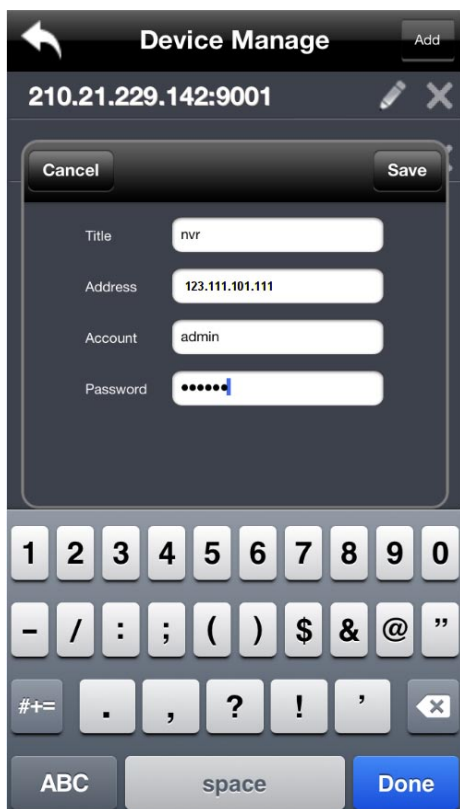 Device Manage Add
210.21.229.142:9001
Cancel Save
Title nvr
Address 123.111.101.111
Account admin
Password ••••••
1 2 3 4 5 6 7 8 9 0
- / : ; ( ) $ & @ ”
#+= . , ? ! ’
ABC space Done